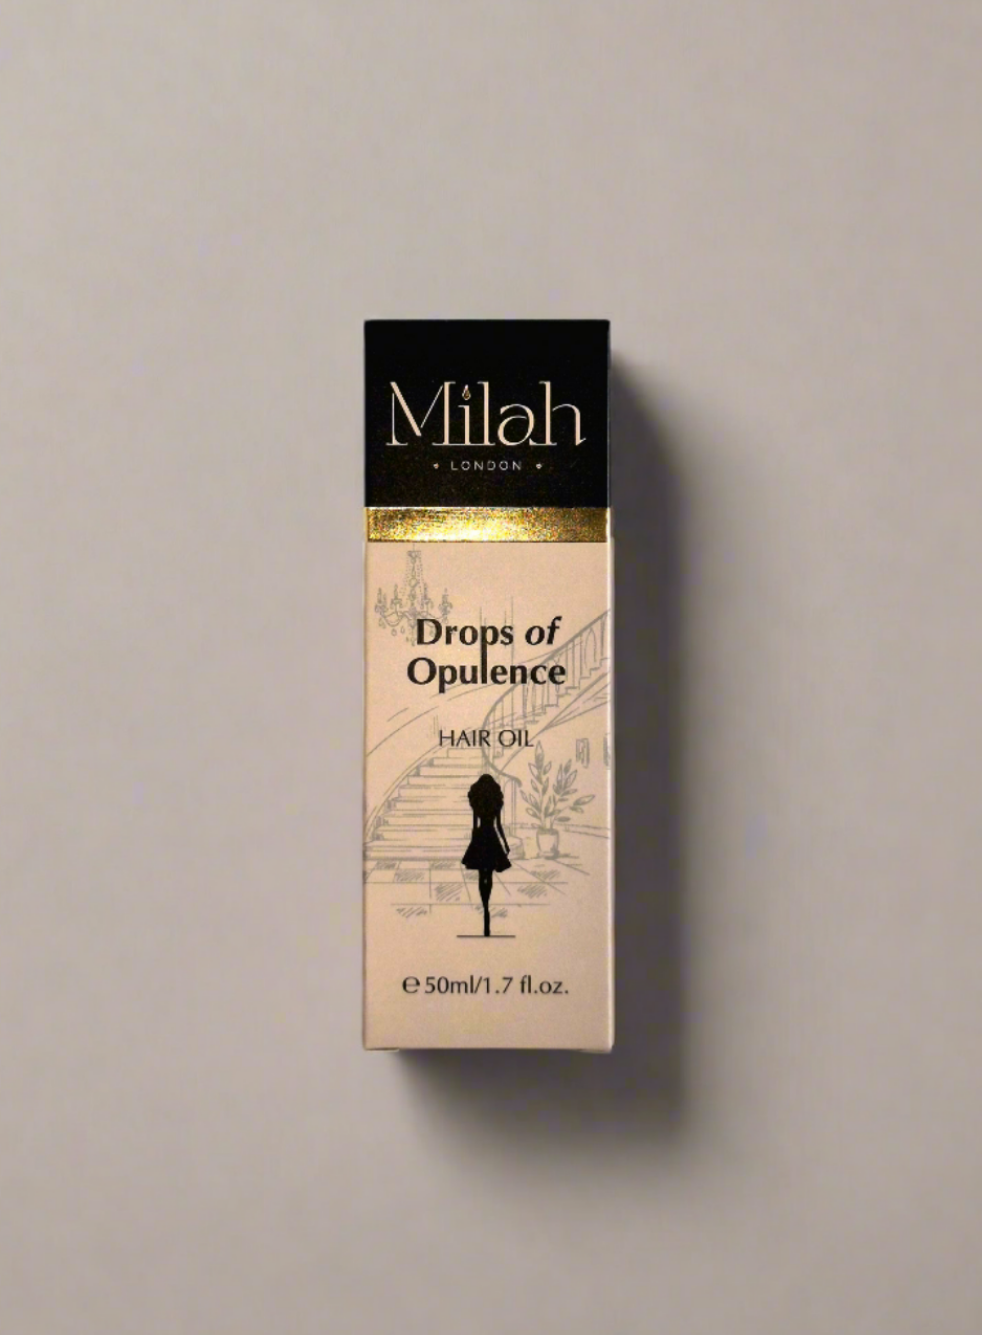 Milah
• LONDON •
Drops of
Opulence
HAIR OIL
℮ 50ml/1.7 fl.oz.